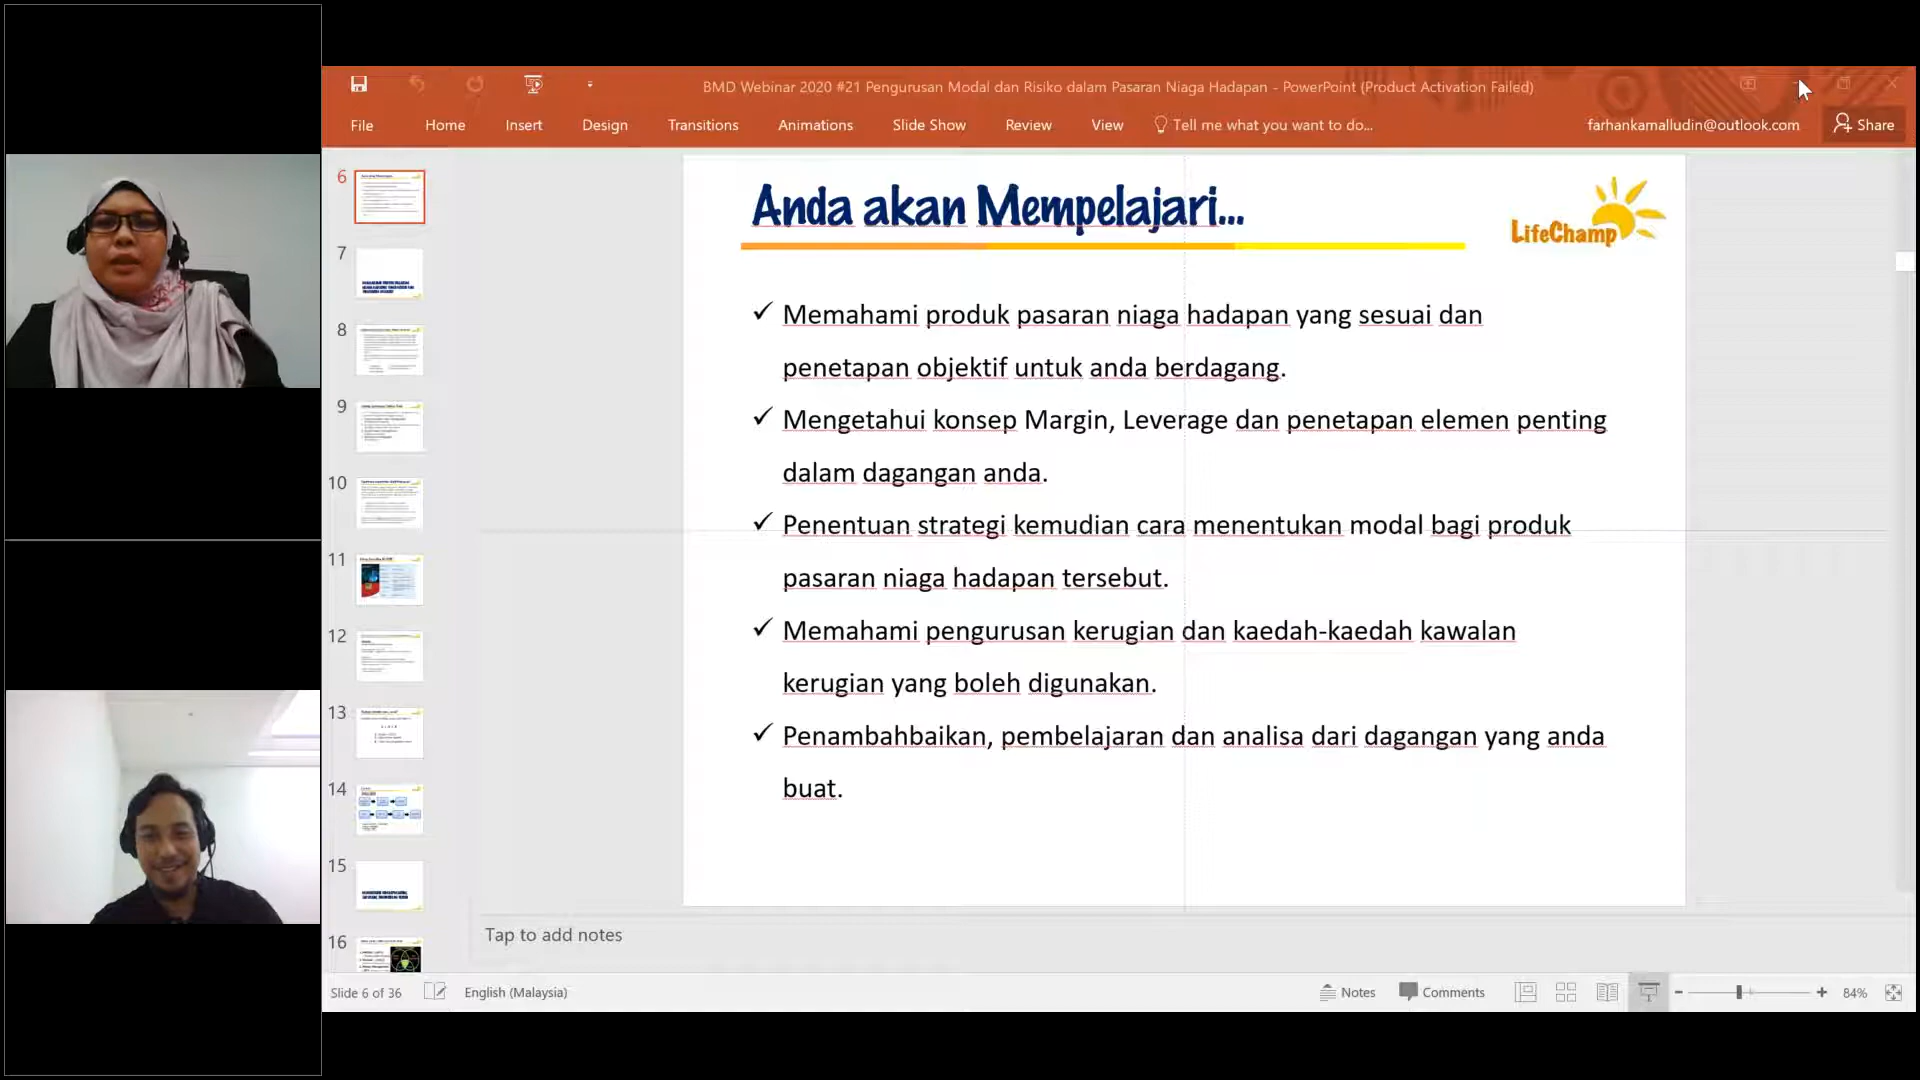 BMD Webinar 2020 #21 Pengurusan Modal dan Risiko dalam Pasaran Niaga Hadapan - PowerPoint (Product Activation Failed)
File Home Insert Design Transitions Animations Slide Show Review View Tell me what you want to do... farhankamalludin@outlook.com Share
6
7
8
9
10
11
12
13
14
15
16
Anda akan Mempelajari...
LifeChamp
✓ Memahami produk pasaran niaga hadapan yang sesuai dan
penetapan objektif untuk anda berdagang.
✓ Mengetahui konsep Margin, Leverage dan penetapan elemen penting
dalam dagangan anda.
✓ Penentuan strategi kemudian cara menentukan modal bagi produk
pasaran niaga hadapan tersebut.
✓ Memahami pengurusan kerugian dan kaedah-kaedah kawalan
kerugian yang boleh digunakan.
✓ Penambahbaikan, pembelajaran dan analisa dari dagangan yang anda
buat.
Tap to add notes
Slide 6 of 36 English (Malaysia) Notes Comments 84%